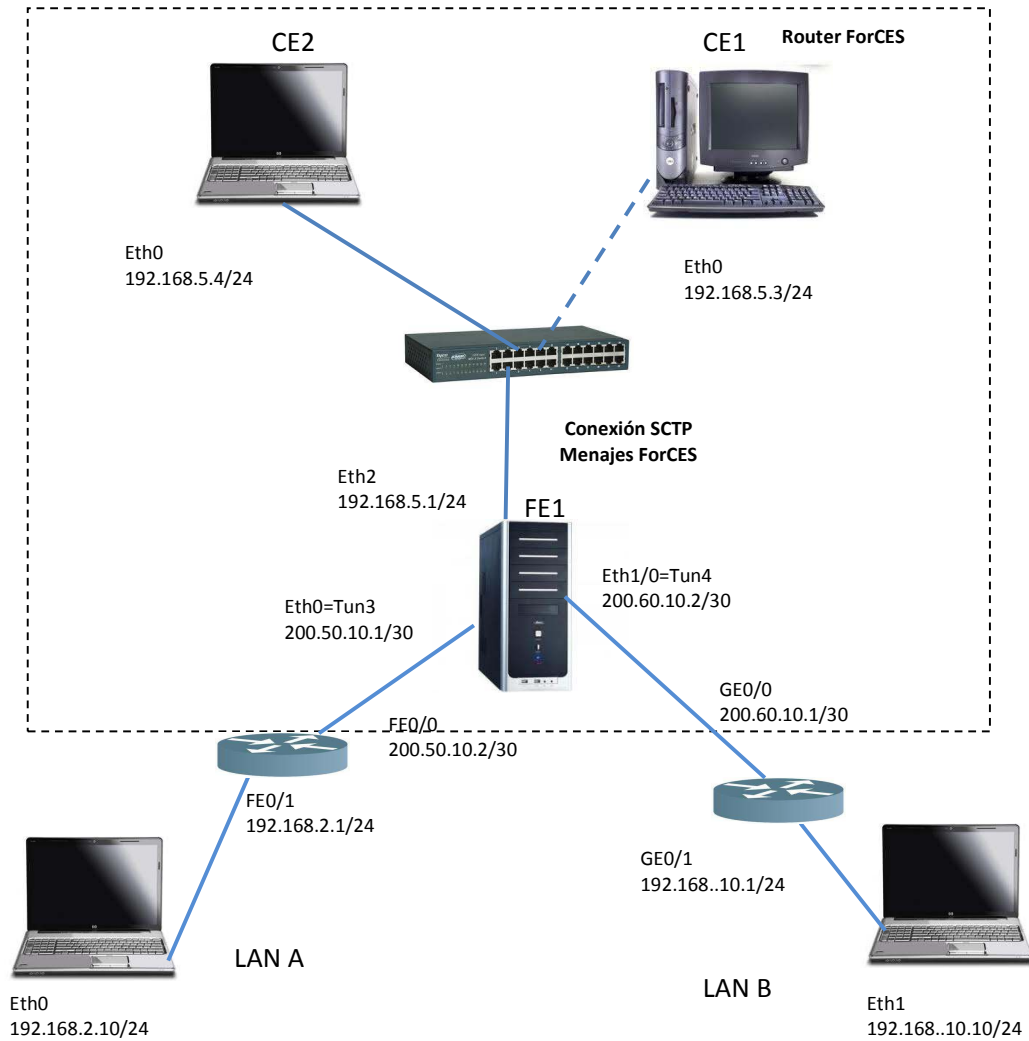 CE2
CE1
Router ForCES
Eth0
192.168.5.4/24
Eth0
192.168.5.3/24
Conexión SCTP
Menajes ForCES
Eth2
192.168.5.1/24
FE1
Eth0=Tun3
200.50.10.1/30
Eth1/0=Tun4
200.60.10.2/30
FE0/0
200.50.10.2/30
GE0/0
200.60.10.1/30
FE0/1
192.168.2.1/24
GE0/1
192.168..10.1/24
LAN A
LAN B
Eth0
192.168.2.10/24
Eth1
192.168..10.10/24